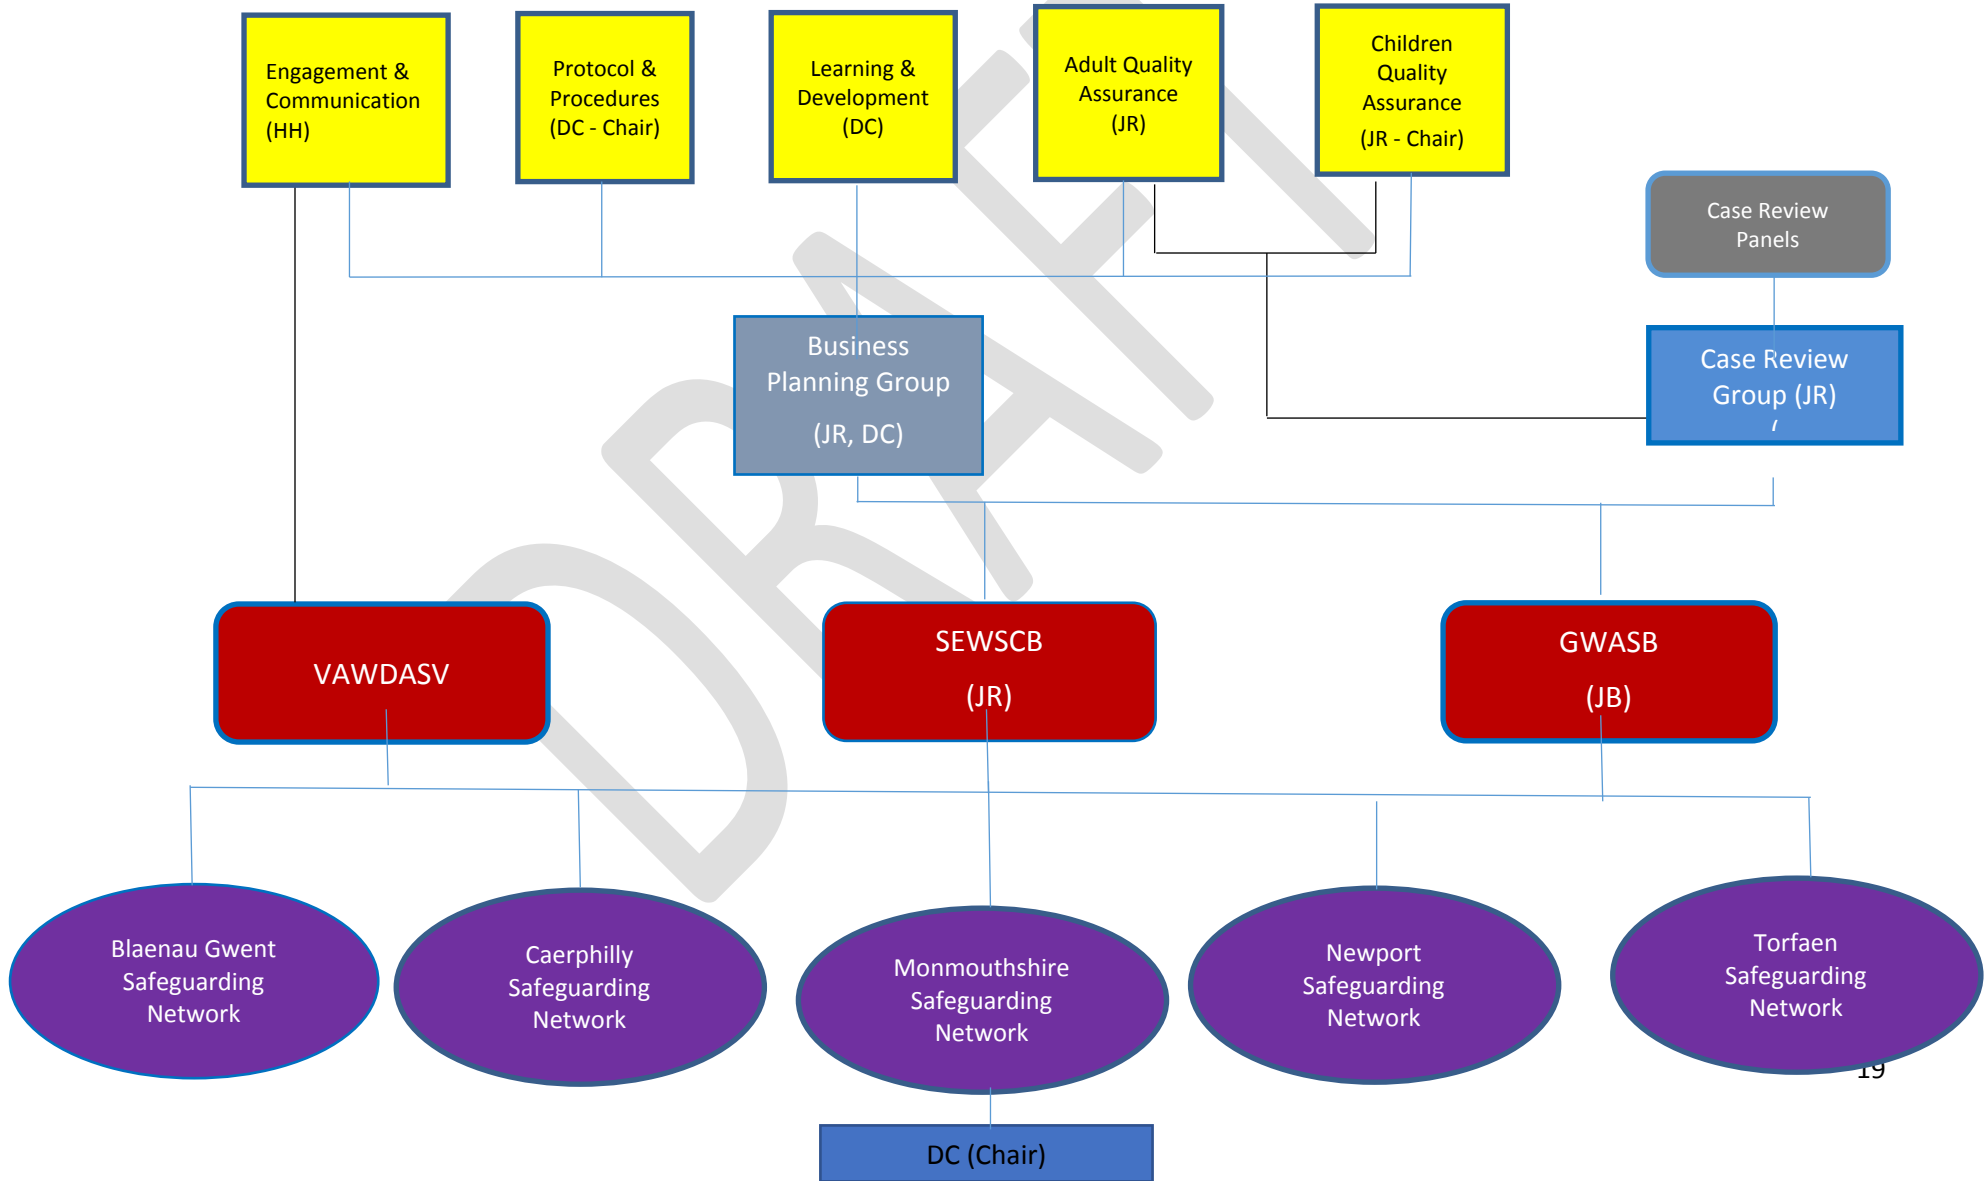 Engagement &
Communication
(HH)
Protocol &
Procedures
(DC - Chair)
Learning &
Development
(DC)
Adult Quality
Assurance
(JR)
Children
Quality
Assurance
(JR - Chair)
Case Review
Panels
Business
Planning Group
(JR, DC)
Case Review
Group (JR)
(
VAWDASV
SEWSCB
(JR)
GWASB
(JB)
Blaenau Gwent
Safeguarding
Network
Caerphilly
Safeguarding
Network
Monmouthshire
Safeguarding
Network
Newport
Safeguarding
Network
Torfaen
Safeguarding
Network
19
DC (Chair)
DRAFT